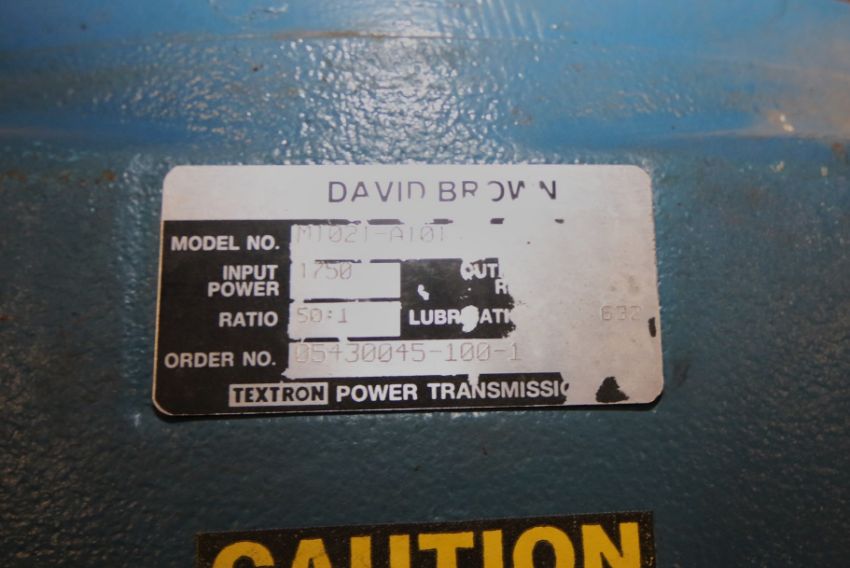 DAVID BROWN
MODEL NO. M1021-A101
INPUT POWER 1750
RATIO 50:1 632
ORDER NO. 05430045-100-1
TEXTRON POWER TRANSMISSIO
CAUTION